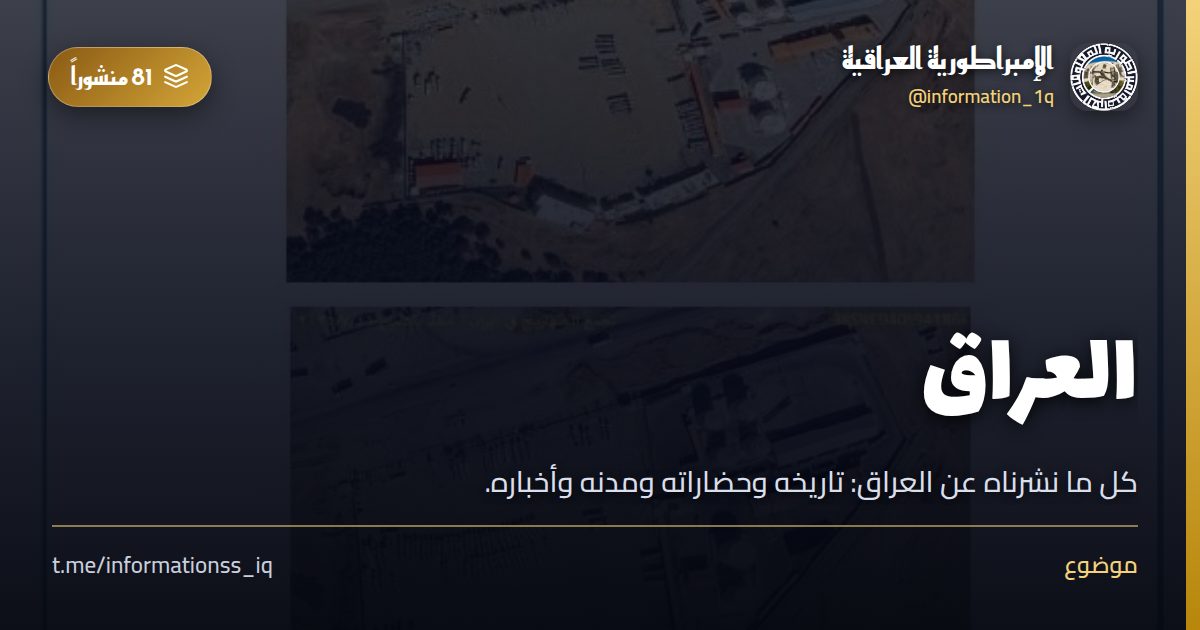 الإمبراطورية العراقية
@information_1q
81 منشوراً
العراق
كل ما نشرناه عن العراق: تاريخه وحضاراته ومدنه وأخباره.
موضوع
t.me/informationss_iq